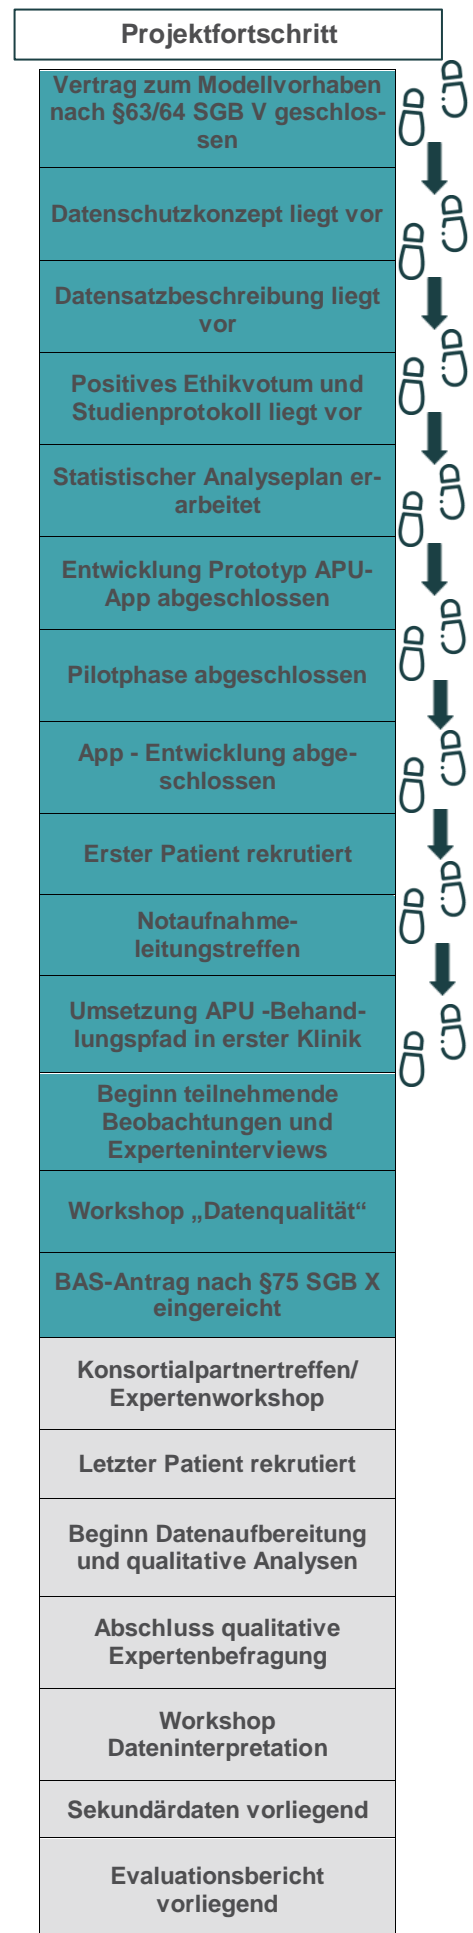 Projektfortschritt
Vertrag zum Modellvorhaben
nach §63/64 SGB V geschlos-
sen
Datenschutzkonzept liegt vor
Datensatzbeschreibung liegt
vor
Positives Ethikvotum und
Studienprotokoll liegt vor
Statistischer Analyseplan er-
arbeitet
Entwicklung Prototyp APU-
App abgeschlossen
Pilotphase abgeschlossen
App - Entwicklung abge-
schlossen
Erster Patient rekrutiert
Notaufnahme-
leitungstreffen
Umsetzung APU -Behand-
lungspfad in erster Klinik
Beginn teilnehmende
Beobachtungen und
Experteninterviews
Workshop „Datenqualität“
BAS-Antrag nach §75 SGB X
eingereicht
Konsortialpartnertreffen/
Expertenworkshop
Letzter Patient rekrutiert
Beginn Datenaufbereitung
und qualitative Analysen
Abschluss qualitative
Expertenbefragung
Workshop
Dateninterpretation
Sekundärdaten vorliegend
Evaluationsbericht
vorliegend